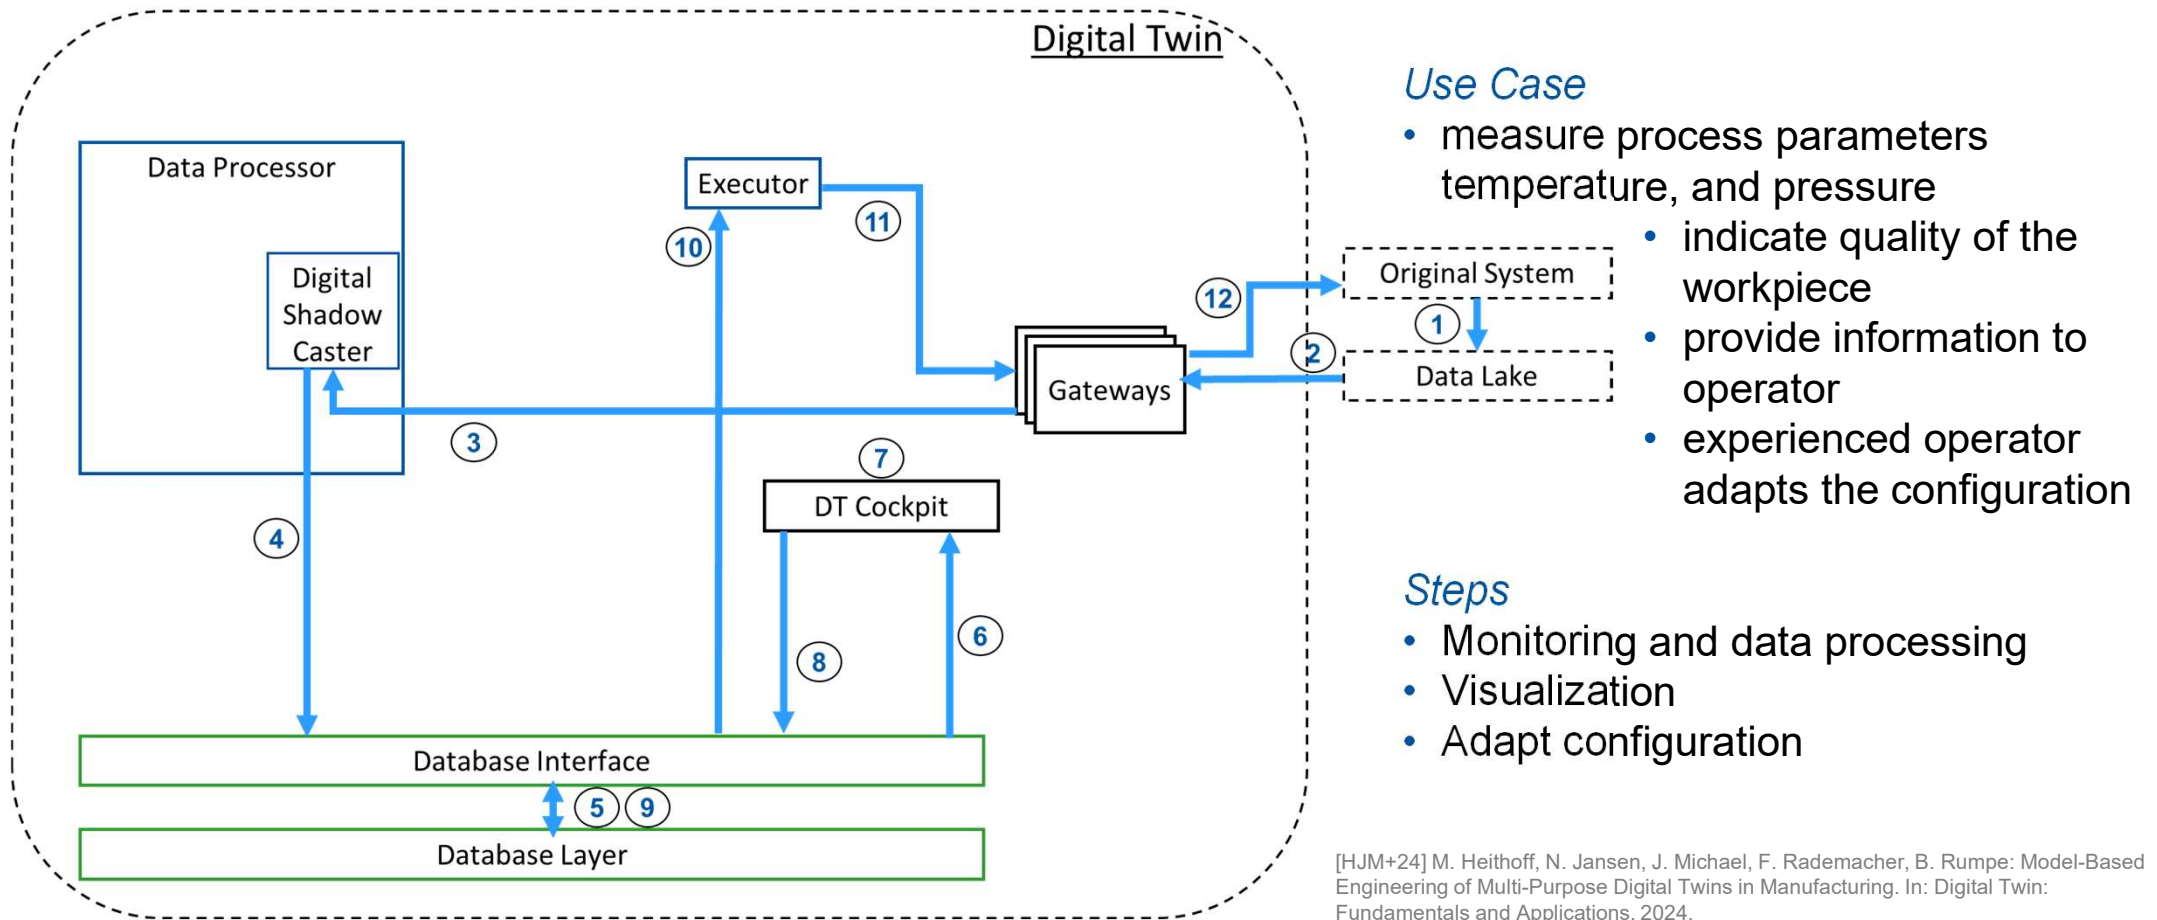 Digital Twin
Data Processor
Digital
Shadow
Caster
Executor
10
11
3
4
Gateways
7
DT Cockpit
8
6
Database Interface
5 9
Database Layer
12
Original System
1
2
Data Lake
Use Case
• measure process parameters
temperature, and pressure
• indicate quality of the
workpiece
• provide information to
operator
• experienced operator
adapts the configuration
Steps
• Monitoring and data processing
• Visualization
• Adapt configuration
[HJM+24] M. Heithoff, N. Jansen, J. Michael, F. Rademacher, B. Rumpe: Model-Based
Engineering of Multi-Purpose Digital Twins in Manufacturing. In: Digital Twin:
Fundamentals and Applications, 2024.